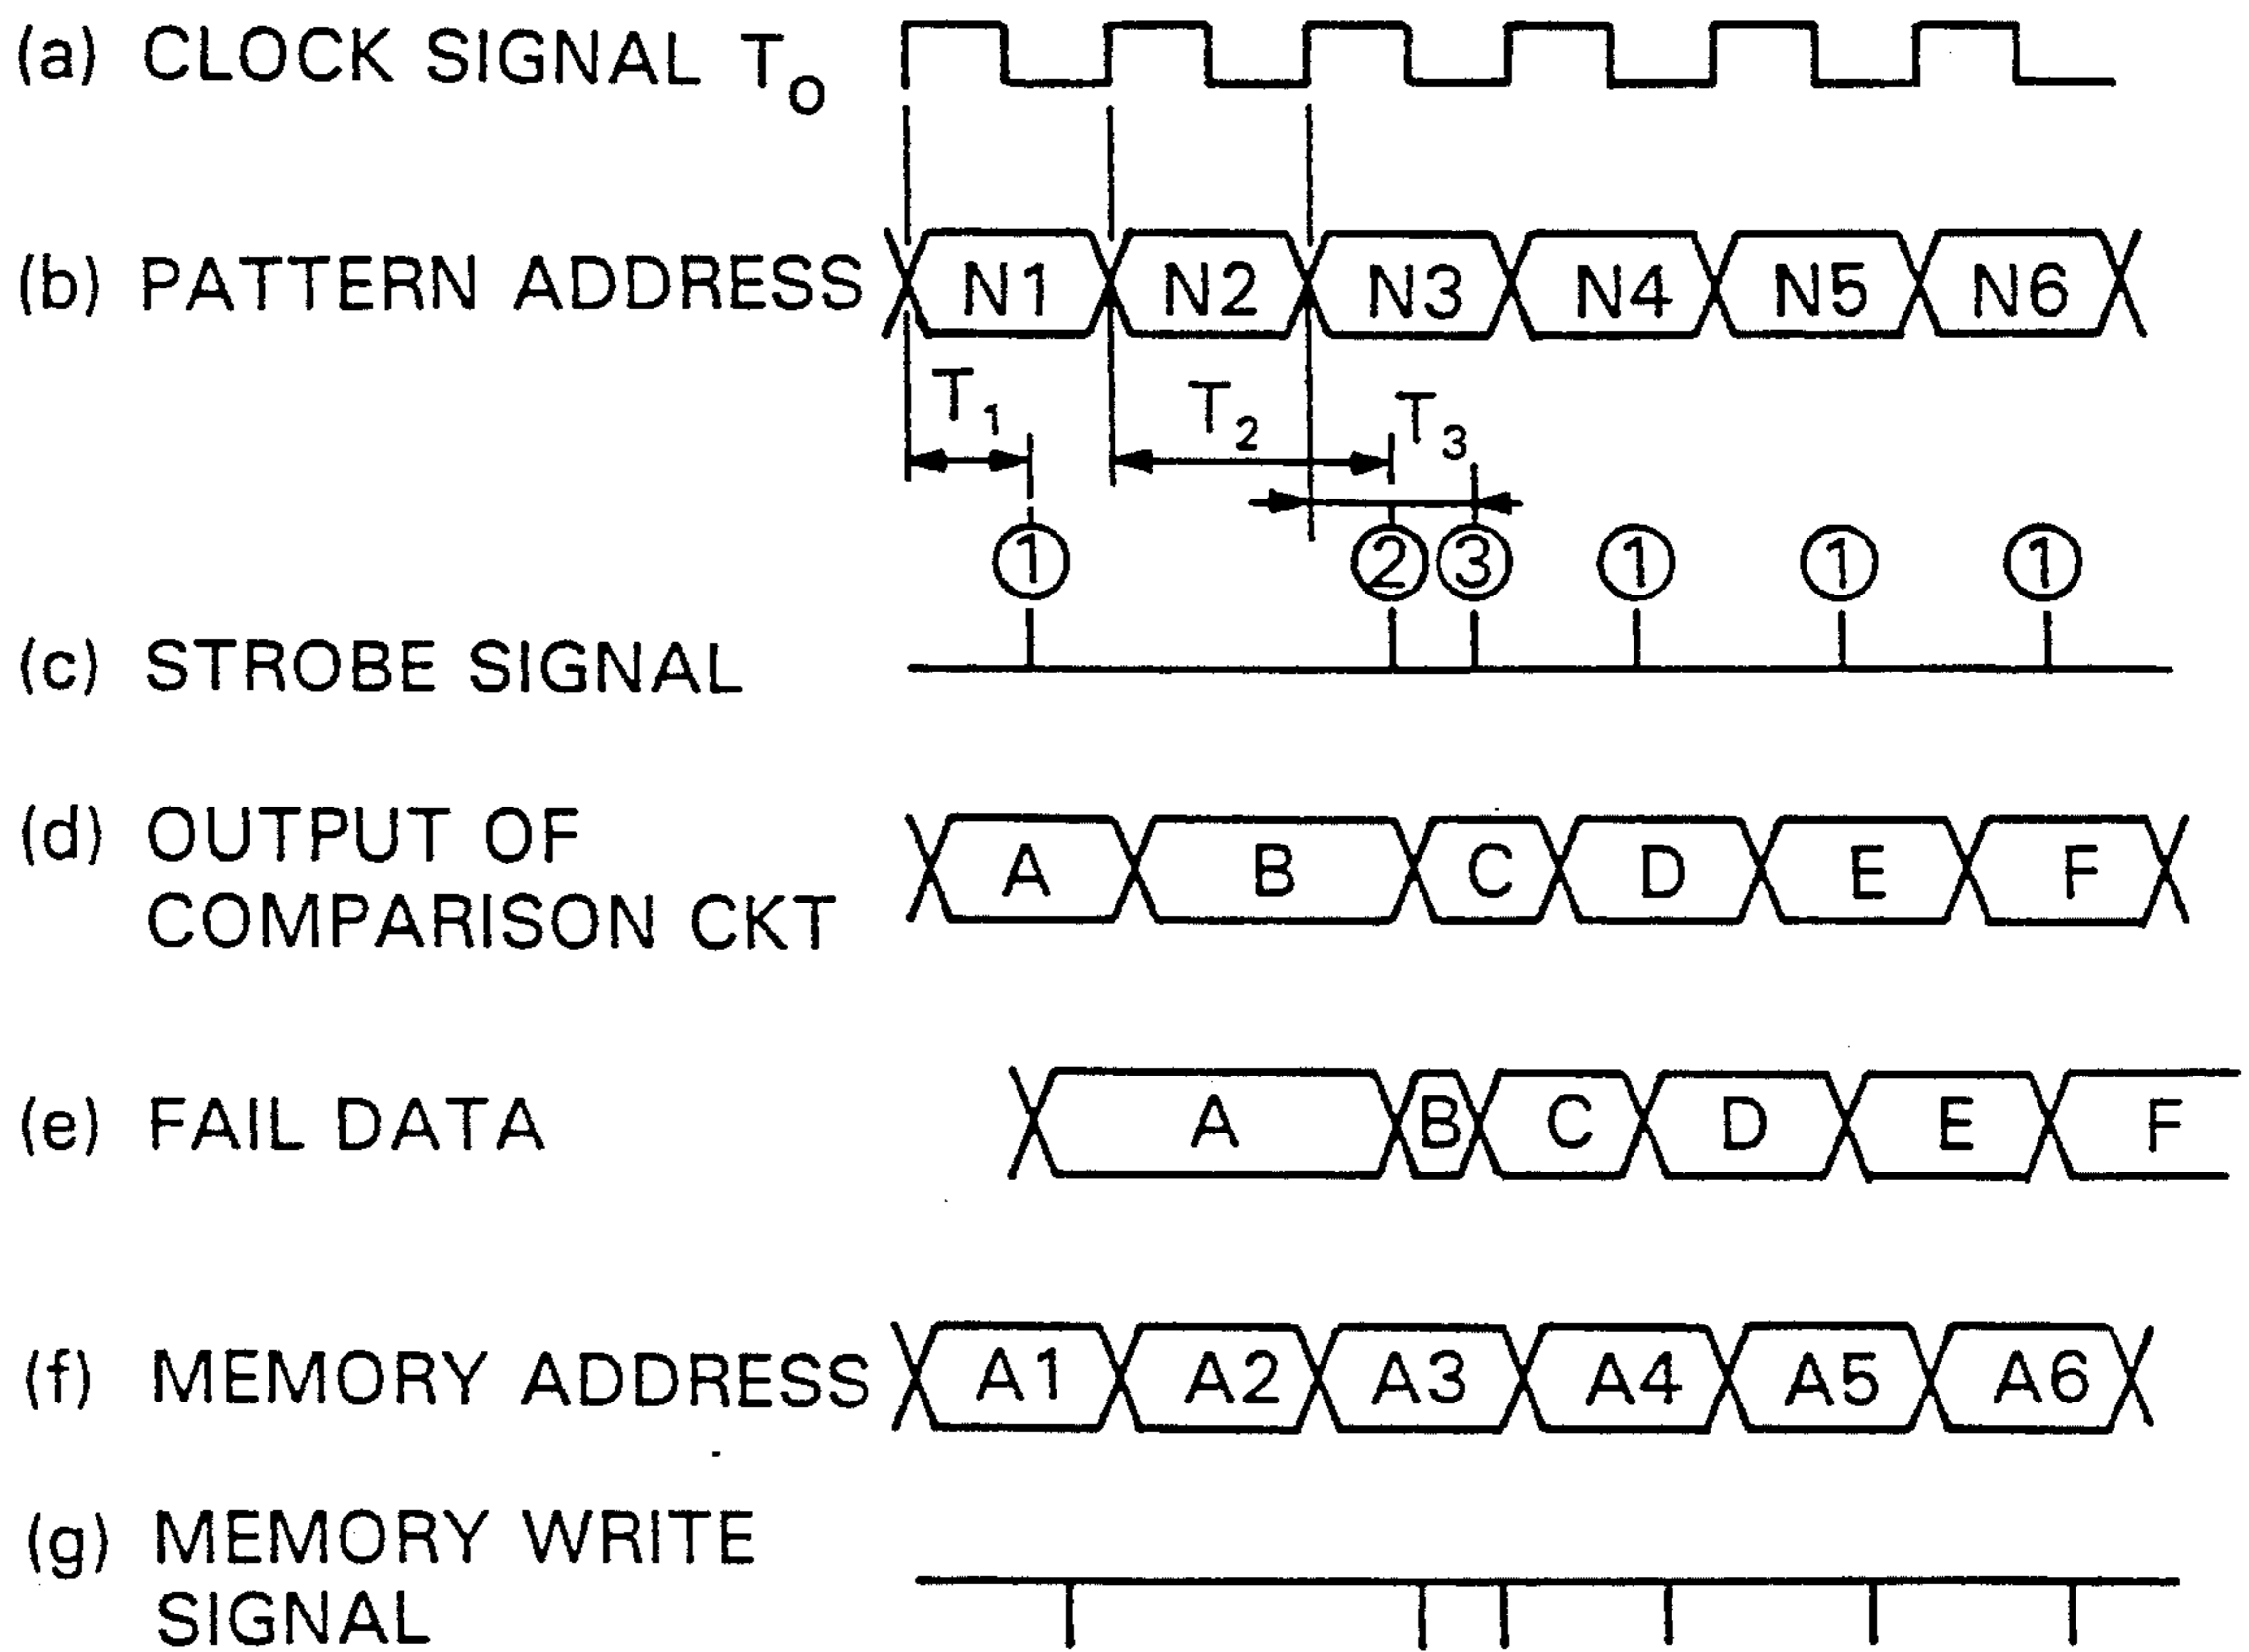 (a) CLOCK SIGNAL T0
(b) PATTERN ADDRESS N1 N2 N3 N4 N5 N6
T1 T2 T3
① ② ③ ① ① ①
(c) STROBE SIGNAL
(d) OUTPUT OF
COMPARISON CKT
A B C D E F
(e) FAIL DATA A B C D E F
(f) MEMORY ADDRESS A1 A2 A3 A4 A5 A6
(g) MEMORY WRITE
SIGNAL